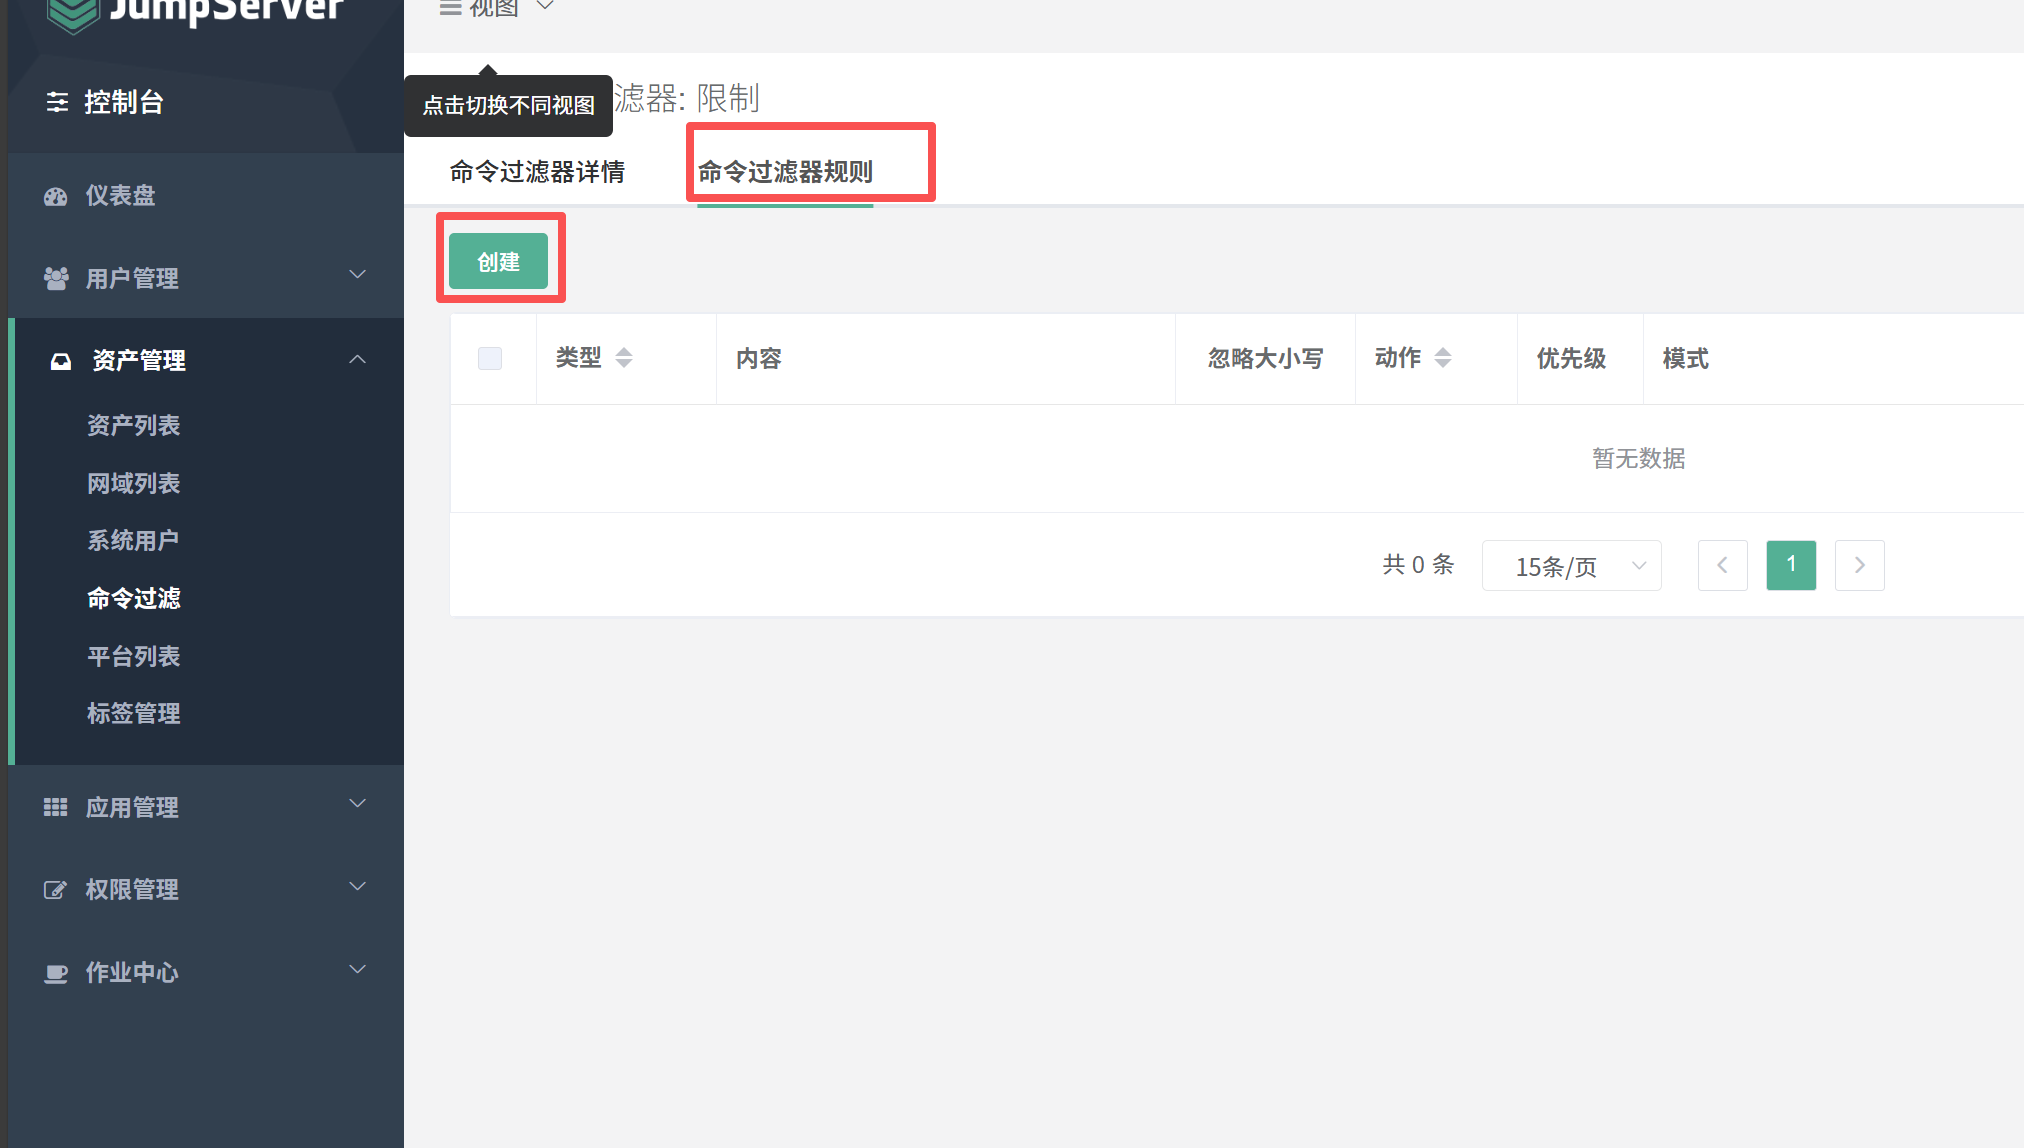 JumpServer
控制台
仪表盘
用户管理
资产管理
资产列表
网域列表
系统用户
命令过滤
平台列表
标签管理
应用管理
权限管理
作业中心
视图
点击切换不同视图
滤器: 限制
命令过滤器详情 命令过滤器规则
创建
类型 内容 忽略大小写 动作 优先级 模式
暂无数据
共 0 条 15条/页 1